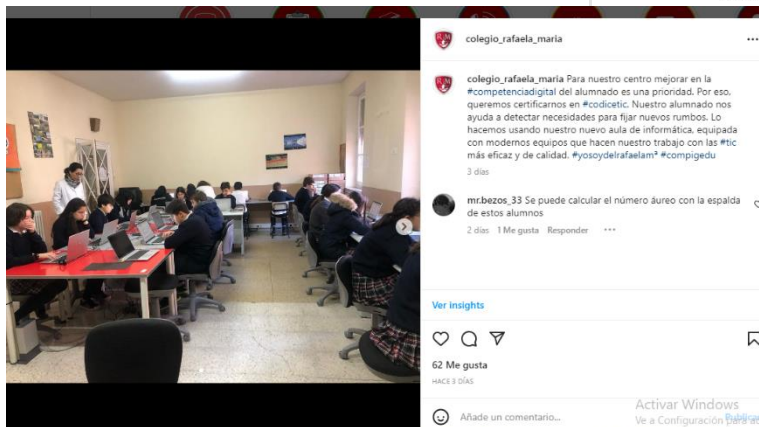 colegio_rafaela_maria
colegio_rafaela_maria Para nuestro centro mejorar en la
#competenciadigital del alumnado es una prioridad. Por eso,
queremos certificarnos en #codicetic. Nuestro alumnado nos
ayuda a detectar necesidades para fijar nuevos rumbos. Lo
hacemos usando nuestro nuevo aula de informática, equipada
con modernos equipos que hacen nuestro trabajo con las #tic
más eficaz y de calidad. #yosoydelrafaelam³ #compigedu
3 días
mr.bezos_33 Se puede calcular el número áureo con la espalda
de estos alumnos
2 días 1 Me gusta Responder
Ver insights
62 Me gusta
HACE 3 DÍAS
Activar Windows
Añade un comentario...
Ve a Configuración para